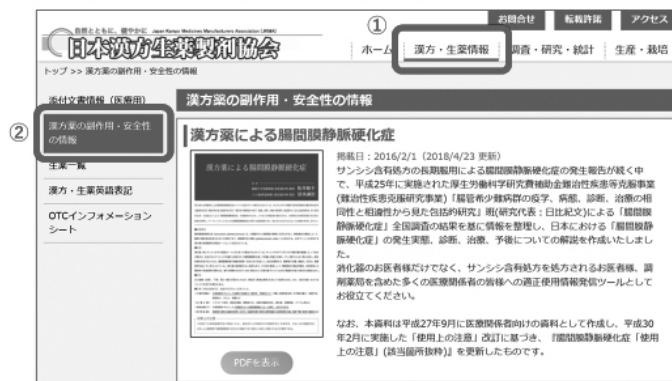 ①
お問合せ 転載許諾 アクセス
自然とともに、健やかに Japan Kampo Medicines Manufacturers Association (JKMA)
日本漢方生薬製剤協会
ホーム 漢方・生薬情報 調査・研究・統計 生産・栽培
トップ >> 漢方薬の副作用・安全性の情報
添付文書情報（医療用）
②
漢方薬の副作用・安全性の情報
生薬一覧
漢方・生薬英語表記
OTCインフォメーションシート
漢方薬の副作用・安全性の情報
漢方薬による腸間膜静脈硬化症
漢方薬による腸間膜静脈硬化症
PDFを表示
掲載日：2016/2/1（2018/4/23 更新）
サンシシ含有処方の長期服用による腸間膜静脈硬化症の発生報告が続く中
で、平成25年に実施された厚生労働科学研究費補助金難治性疾患等克服事業
(難治性疾患克服研究事業)「腸管希少難病群の疫学、病態、診断、治療の相
同性と相違性から見た包括的研究」班(研究代表：日比紀文)による「腸間膜
静脈硬化症」全国調査の結果を基に情報を整理し、日本における「腸間膜静
脈硬化症」の発生実態、診断、治療、予後についての解説を作成いたしまし
た。
消化器のお医者様だけでなく、サンシシ含有処方を処方されるお医者様、調
剤薬局を含めた多くの医療関係者の皆様への適正使用情報発信ツールとして
お役立てください。
なお、本資料は平成27年9月に医療関係者向けの資料として作成し、平成30
年2月に実施した「使用上の注意」改訂に基づき、『腸間膜静脈硬化症「使用
上の注意」(該当箇所抜粋)』を更新したものです。